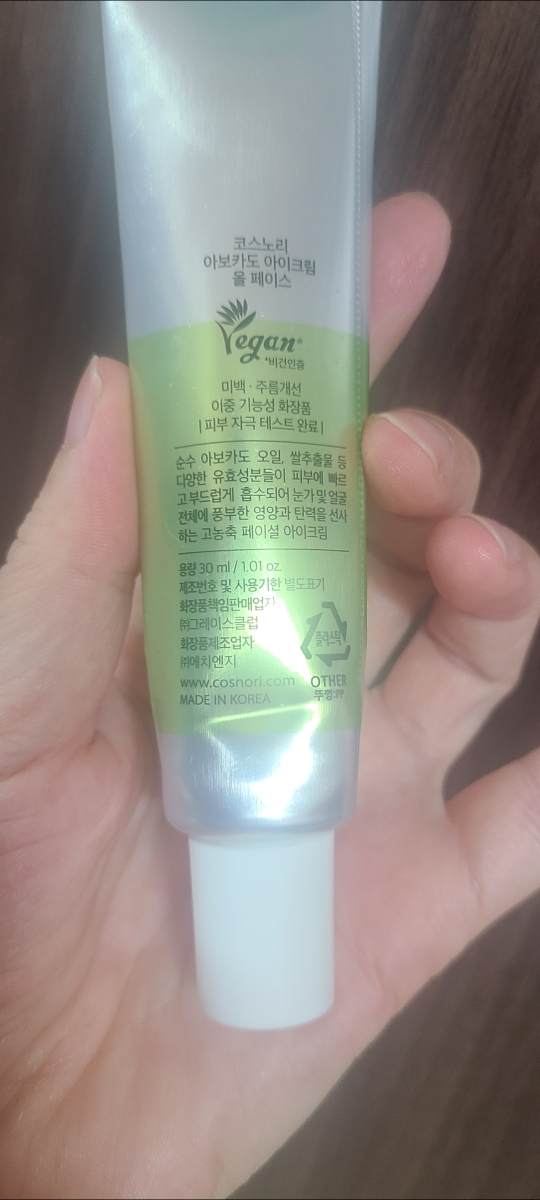 코스노리
아보카도 아이크림
올 페이스
Vegan®
*비건인증
미백 · 주름개선
이중 기능성 화장품
| 피부 자극 테스트 완료 |
순수 아보카도 오일, 쌀추출물 등
다양한 유효성분들이 피부에 빠르
고 부드럽게 흡수되어 눈가 및 얼굴
전체에 풍부한 영양과 탄력을 선사
하는 고농축 페이셜 아이크림
용량 30 ml / 1.01 oz.
제조번호 및 사용기한 별도표기
화장품책임판매업자
㈜그레이스클럽
화장품제조업자
㈜에치엔지
www.cosnori.com
MADE IN KOREA
플라스틱
OTHER
뚜껑:PP